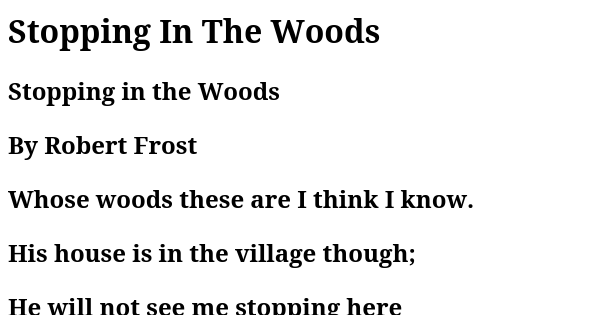 Stopping In The Woods
Stopping in the Woods
By Robert Frost
Whose woods these are I think I know.
His house is in the village though;
He will not see me stopping here